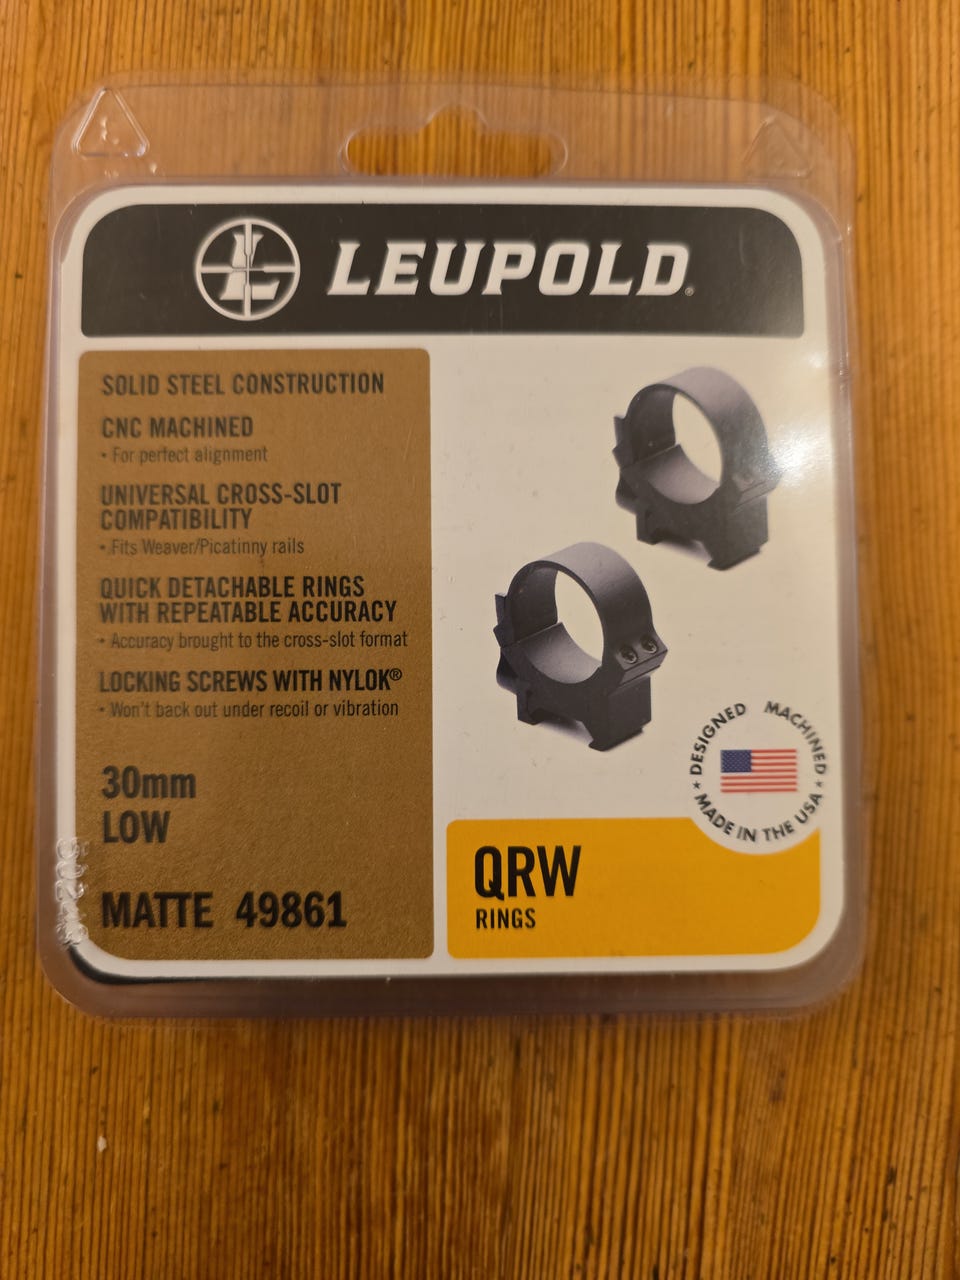 LEUPOLD®
SOLID STEEL CONSTRUCTION
CNC MACHINED
• For perfect alignment
UNIVERSAL CROSS-SLOT
COMPATIBILITY
• Fits Weaver/Picatinny rails
QUICK DETACHABLE RINGS
WITH REPEATABLE ACCURACY
• Accuracy brought to the cross-slot format
LOCKING SCREWS WITH NYLOK®
• Won't back out under recoil or vibration
30mm
LOW
MATTE 49861
DESIGNED MACHINED
★ MADE IN THE USA ★
QRW
RINGS